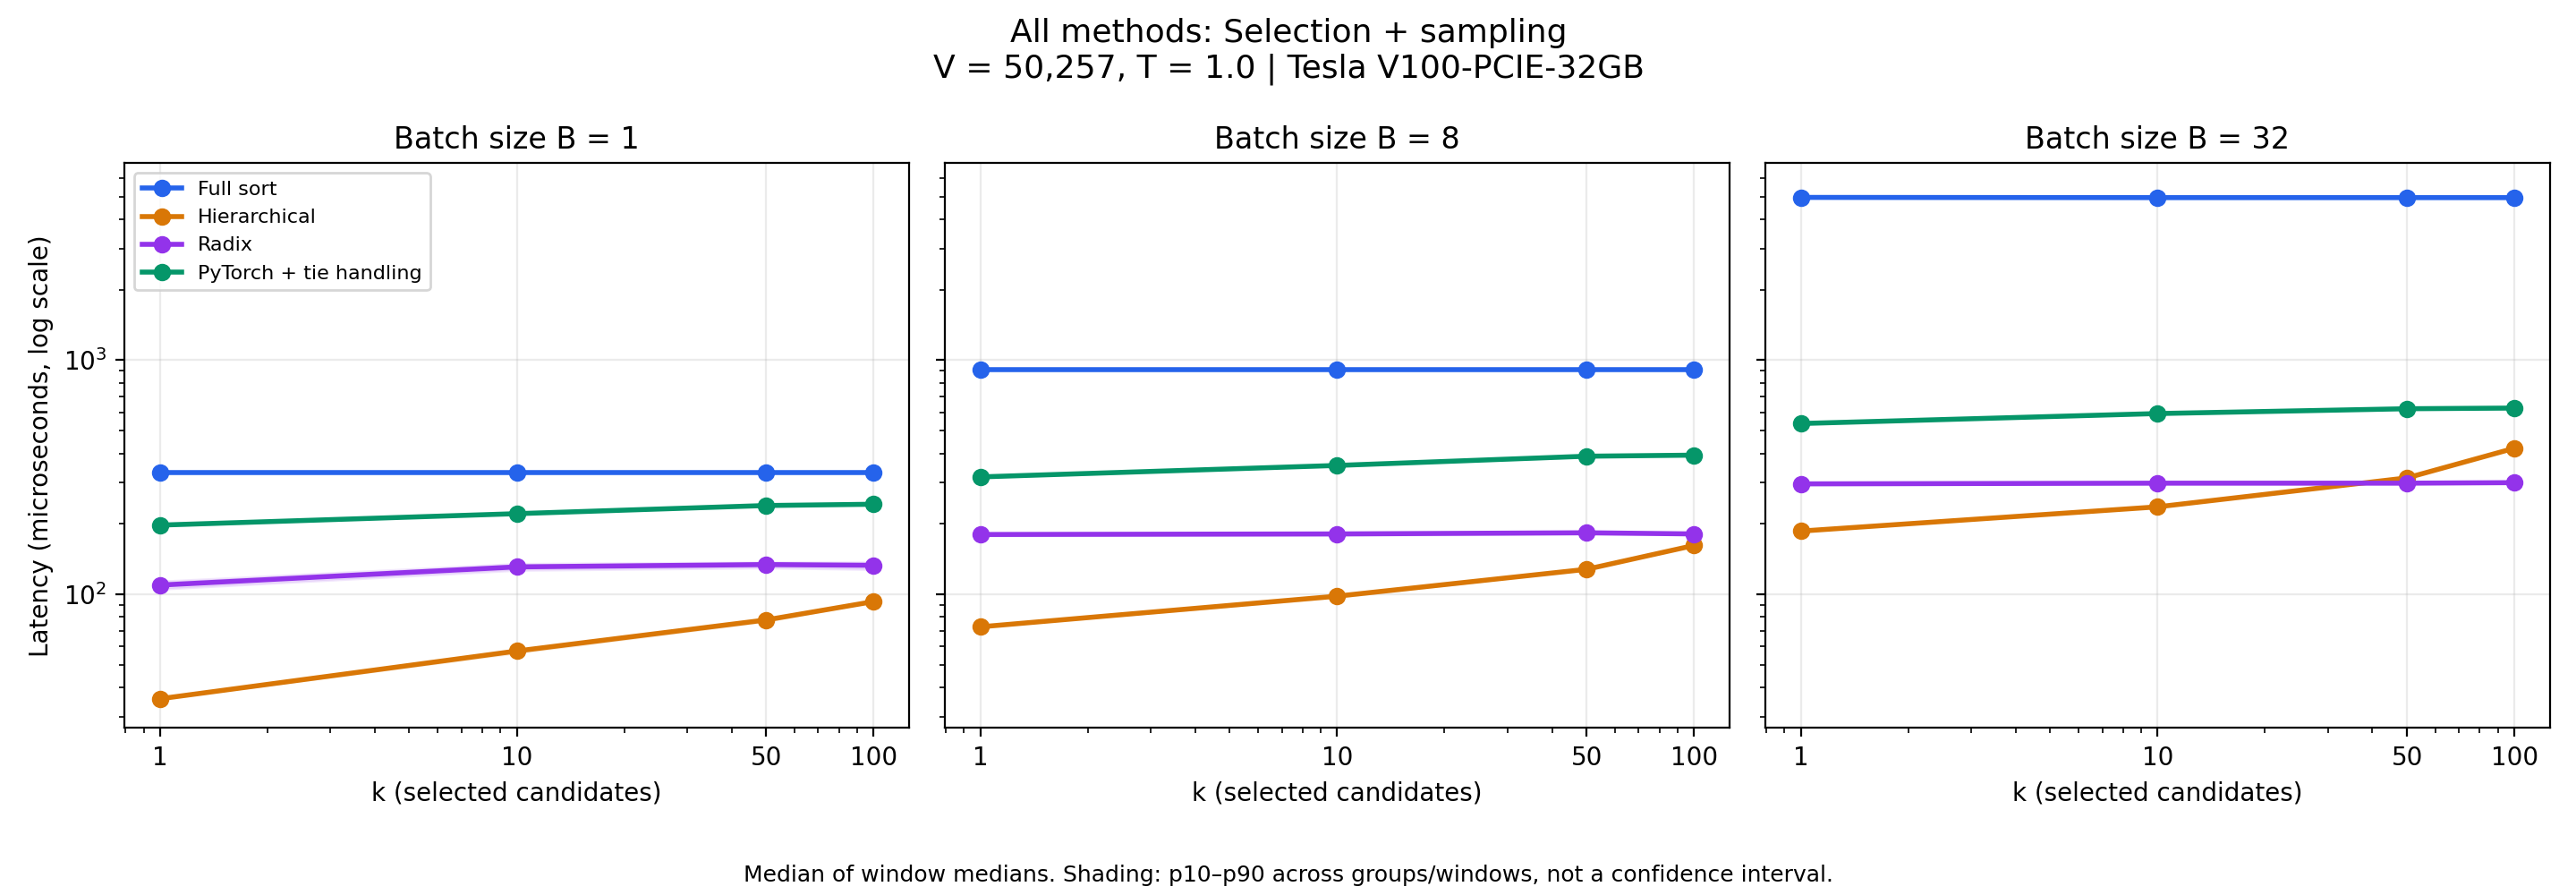 All methods: Selection + sampling
V = 50,257, T = 1.0 | Tesla V100-PCIE-32GB
Batch size B = 1
Batch size B = 8
Batch size B = 32
Full sort
Hierarchical
Radix
PyTorch + tie handling
Latency (microseconds, log scale)
10³
10²
1 10 50 100
1 10 50 100
1 10 50 100
k (selected candidates)
k (selected candidates)
k (selected candidates)
Median of window medians. Shading: p10–p90 across groups/windows, not a confidence interval.